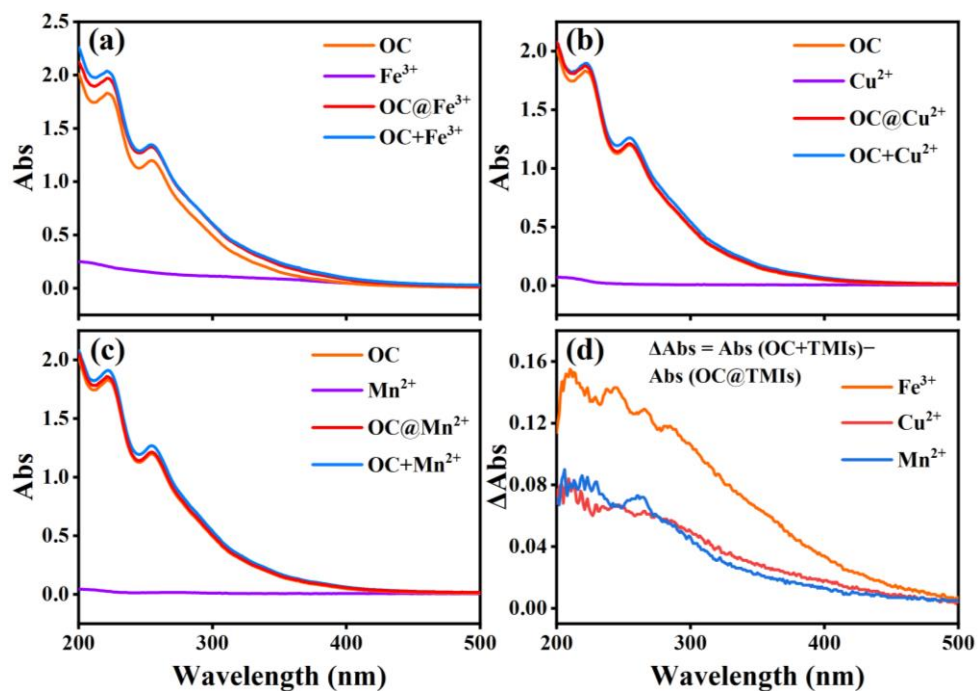 (a)
OC
Fe³⁺
OC@Fe³⁺
OC+Fe³⁺
2.5
2.0
1.5
1.0
0.5
0.0
Abs
(b)
OC
Cu²⁺
OC@Cu²⁺
OC+Cu²⁺
2.0
1.5
1.0
0.5
0.0
Abs
(c)
OC
Mn²⁺
OC@Mn²⁺
OC+Mn²⁺
2.0
1.5
1.0
0.5
0.0
Abs
200 300 400 500
Wavelength (nm)
(d)
ΔAbs = Abs (OC+TMIs)−
Abs (OC@TMIs)
Fe³⁺
Cu²⁺
Mn²⁺
0.16
0.12
0.08
0.04
0.00
ΔAbs
200 300 400 500
Wavelength (nm)